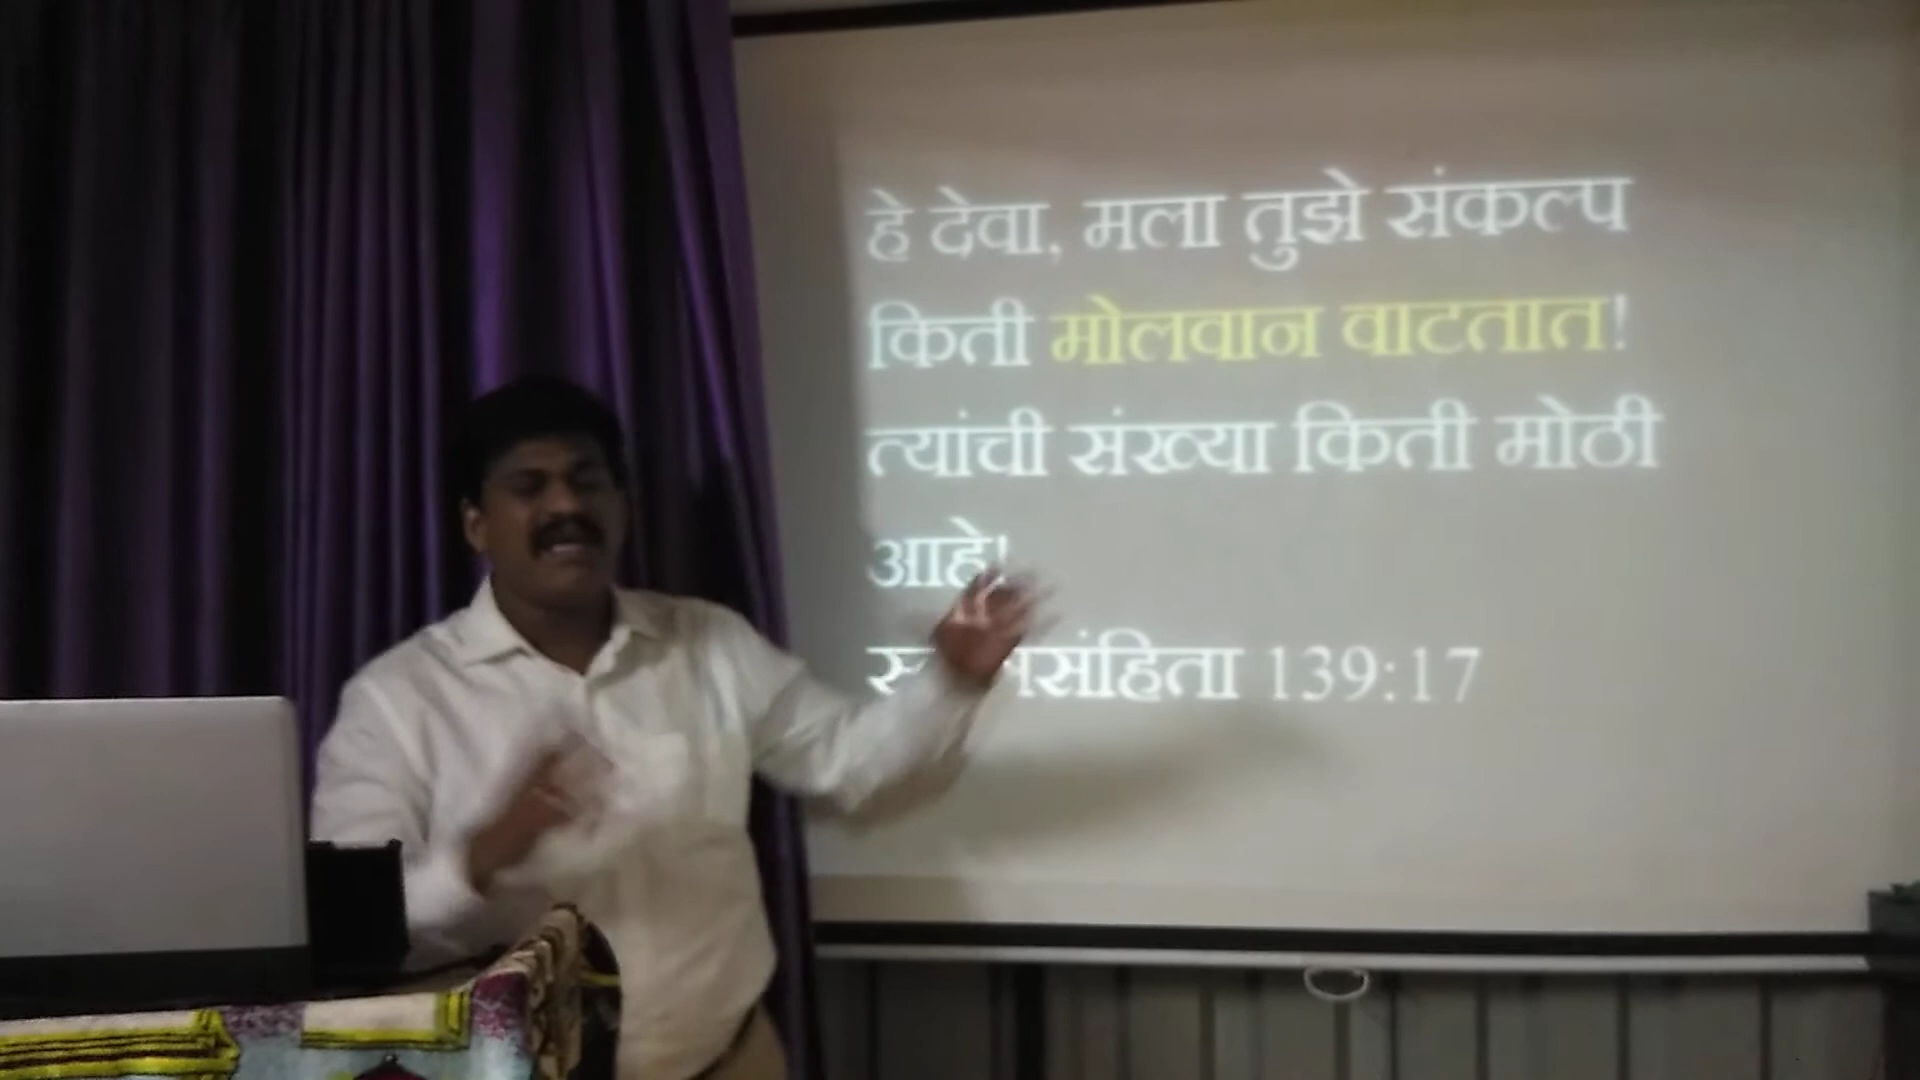 हे देवा, मला तुझे संकल्प
किती मोलवान वाटतात!
त्यांची संख्या किती मोठी
आहे!
139:17